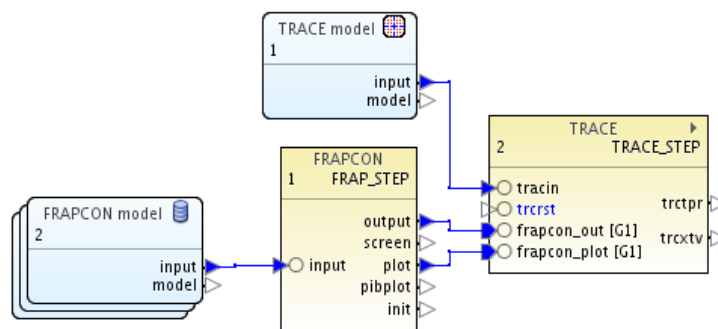 TRACE model
1
input
model
TRACE
2
TRACE_STEP
tracin
trcrst
frapcon_out [G1]
frapcon_plot [G1]
trctpr
trcxtv
FRAPCON
1
FRAP_STEP
input
output
screen
plot
pibplot
init
FRAPCON model
2
input
model